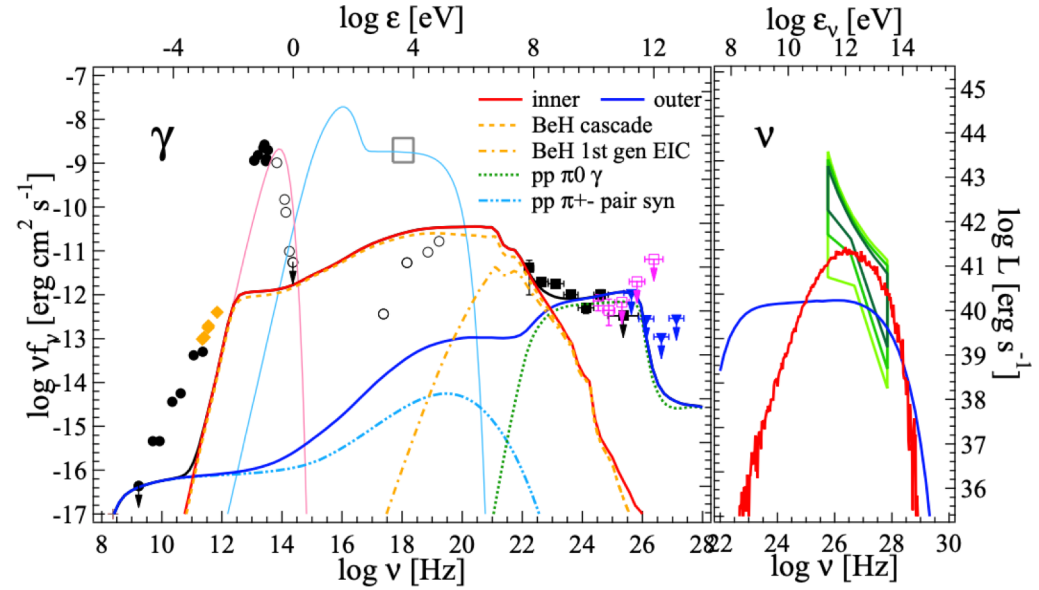 log ε [eV]
-4 0 4 8 12
log εν [eV]
8 10 12 14
-7
-8
-9
-10
-11
-12
-13
-14
-15
-16
-17
log νfν [erg cm-2 s-1]
γ
inner outer
BeH cascade
BeH 1st gen EIC
pp π0 γ
pp π+- pair syn
ν
45
44
43
42
41
40
39
38
37
36
log L [erg s-1]
8 10 12 14 16 18 20 22 24 26 28
log ν [Hz]
22 24 26 28 30
log ν [Hz]